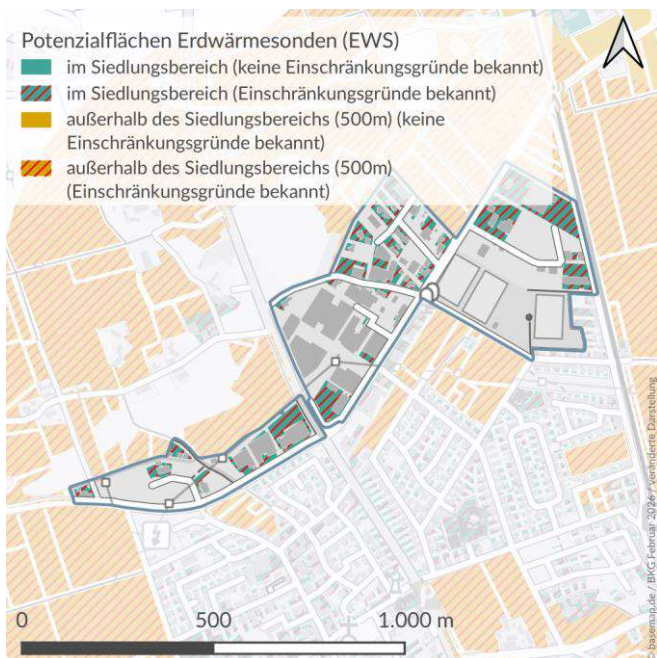 Potenzialflächen Erdwärmesonden (EWS)
im Siedlungsbereich (keine Einschränkungsgründe bekannt)
im Siedlungsbereich (Einschränkungsgründe bekannt)
außerhalb des Siedlungsbereichs (500m) (keine
Einschränkungsgründe bekannt)
außerhalb des Siedlungsbereichs (500m)
(Einschränkungsgründe bekannt)
0 500 1.000 m
© basemap.de / BKG Februar 2026 / veränderte Darstellung